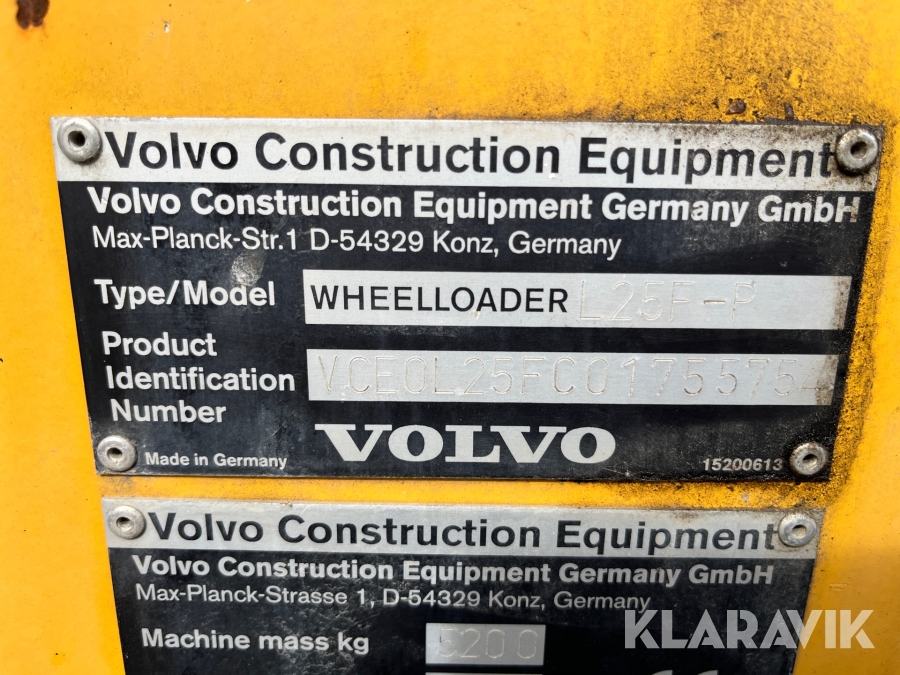 Volvo Construction Equipment
Volvo Construction Equipment Germany GmbH
Max-Planck-Str.1 D-54329 Konz, Germany
Type/Model WHEELLOADER L25F-P
Product
Identification VCE0L25FC01755754
Number
VOLVO
Made in Germany 15200613
Volvo Construction Equipment
Volvo Construction Equipment Germany GmbH
Max-Planck-Strasse 1, D-54329 Konz, Germany
Machine mass kg 5200
KLARAVIK